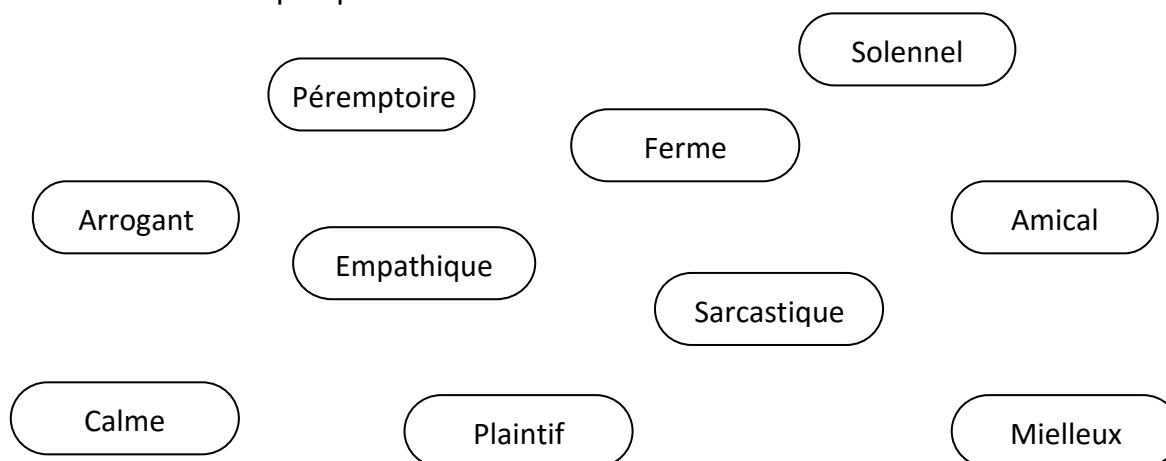 Solennel
Péremptoire
Ferme
Arrogant
Amical
Empathique
Sarcastique
Calme
Plaintif
Mielleux